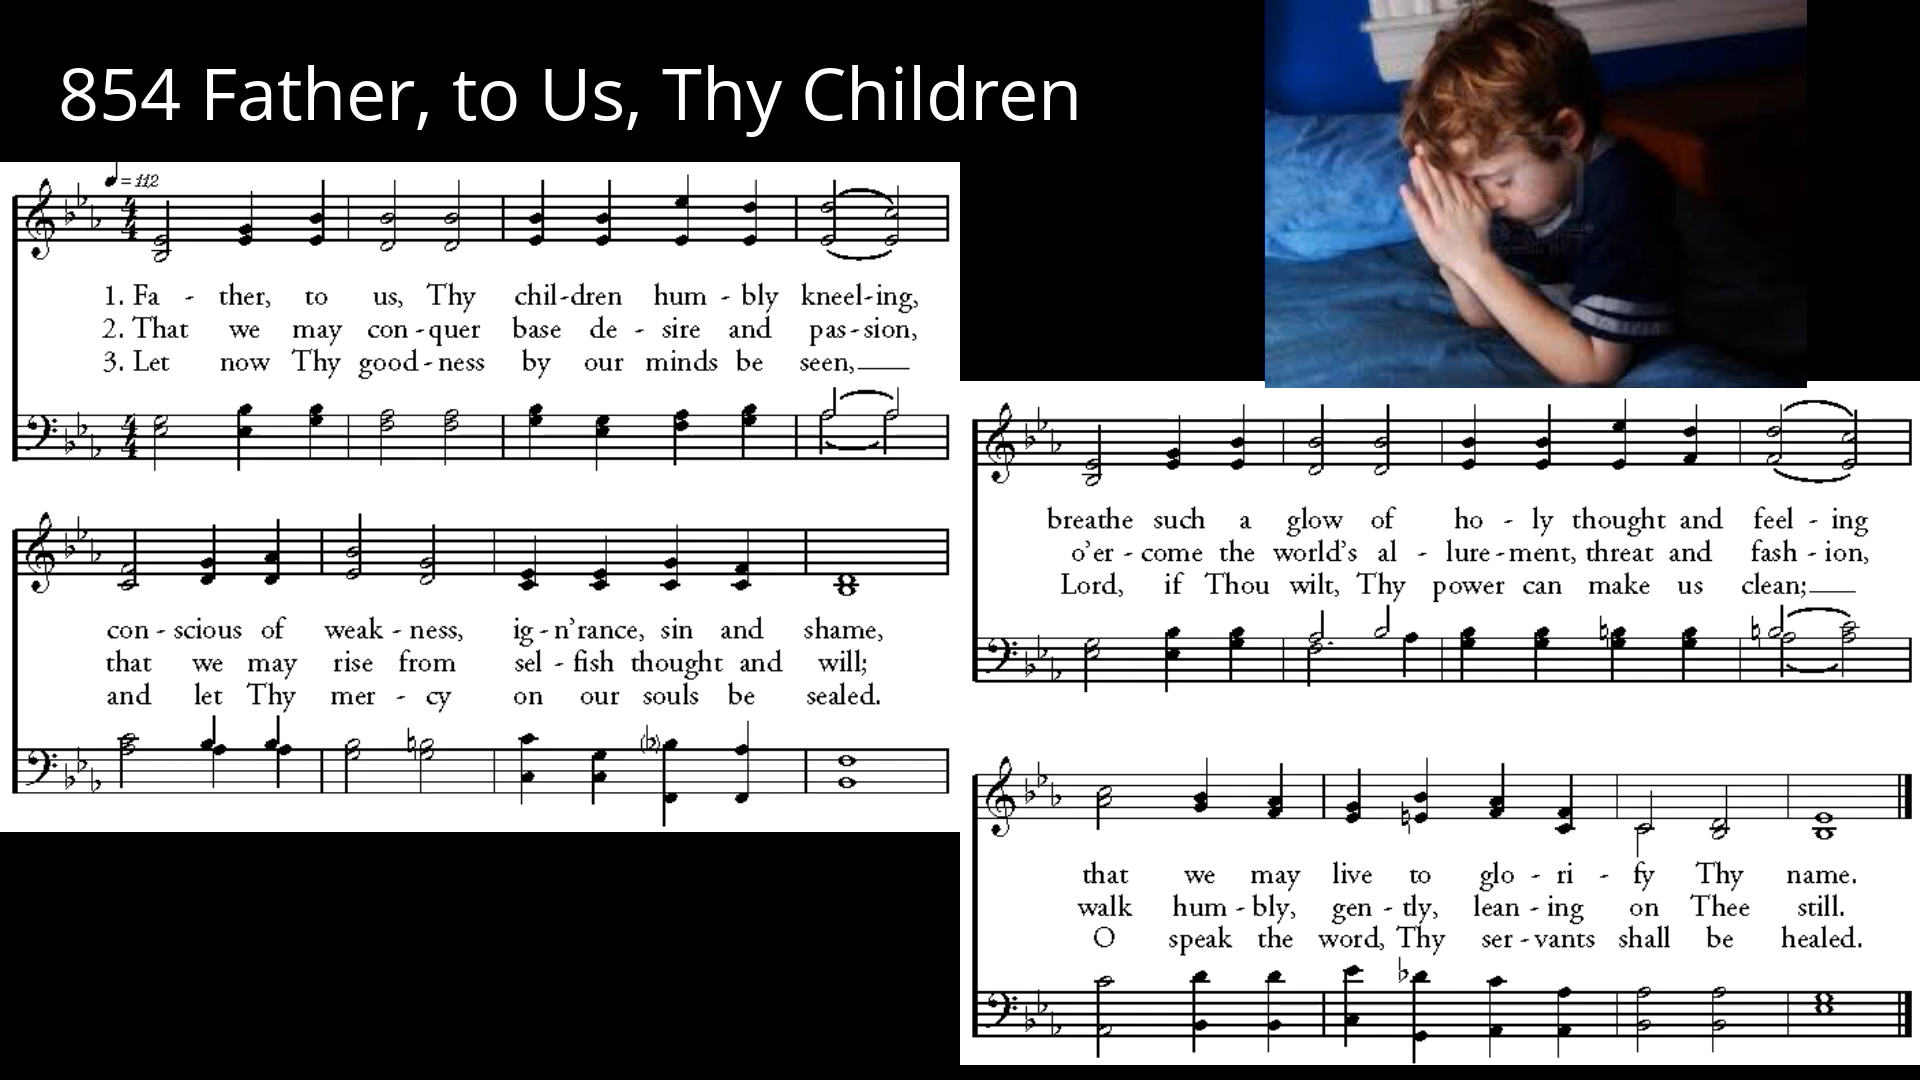 854 Father, to Us, Thy Children
♩ = 112
1. Fa - ther, to us, Thy chil-dren hum - bly kneel-ing,
2. That we may con - quer base de - sire and pas - sion,
3. Let now Thy good - ness by our minds be seen,
con - scious of weak - ness, ig - n'rance, sin and shame,
that we may rise from sel - fish thought and will;
and let Thy mer - cy on our souls be sealed.
breathe such a glow of ho - ly thought and feel - ing
o'er - come the world's al - lure - ment, threat and fash - ion,
Lord, if Thou wilt, Thy power can make us clean;
that we may live to glo - ri - fy Thy name.
walk hum - bly, gen - tly, lean - ing on Thee still.
O speak the word, Thy ser - vants shall be healed.